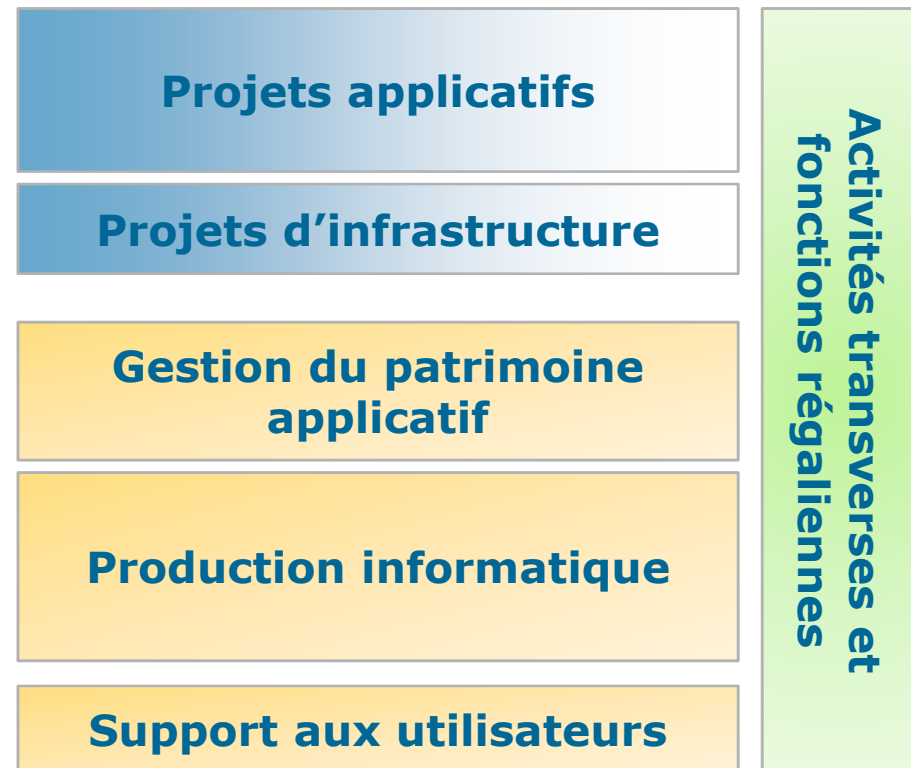 Projets applicatifs
Projets d’infrastructure
Gestion du patrimoine
applicatif
Production informatique
Support aux utilisateurs
Activités transverses et
fonctions régaliennes